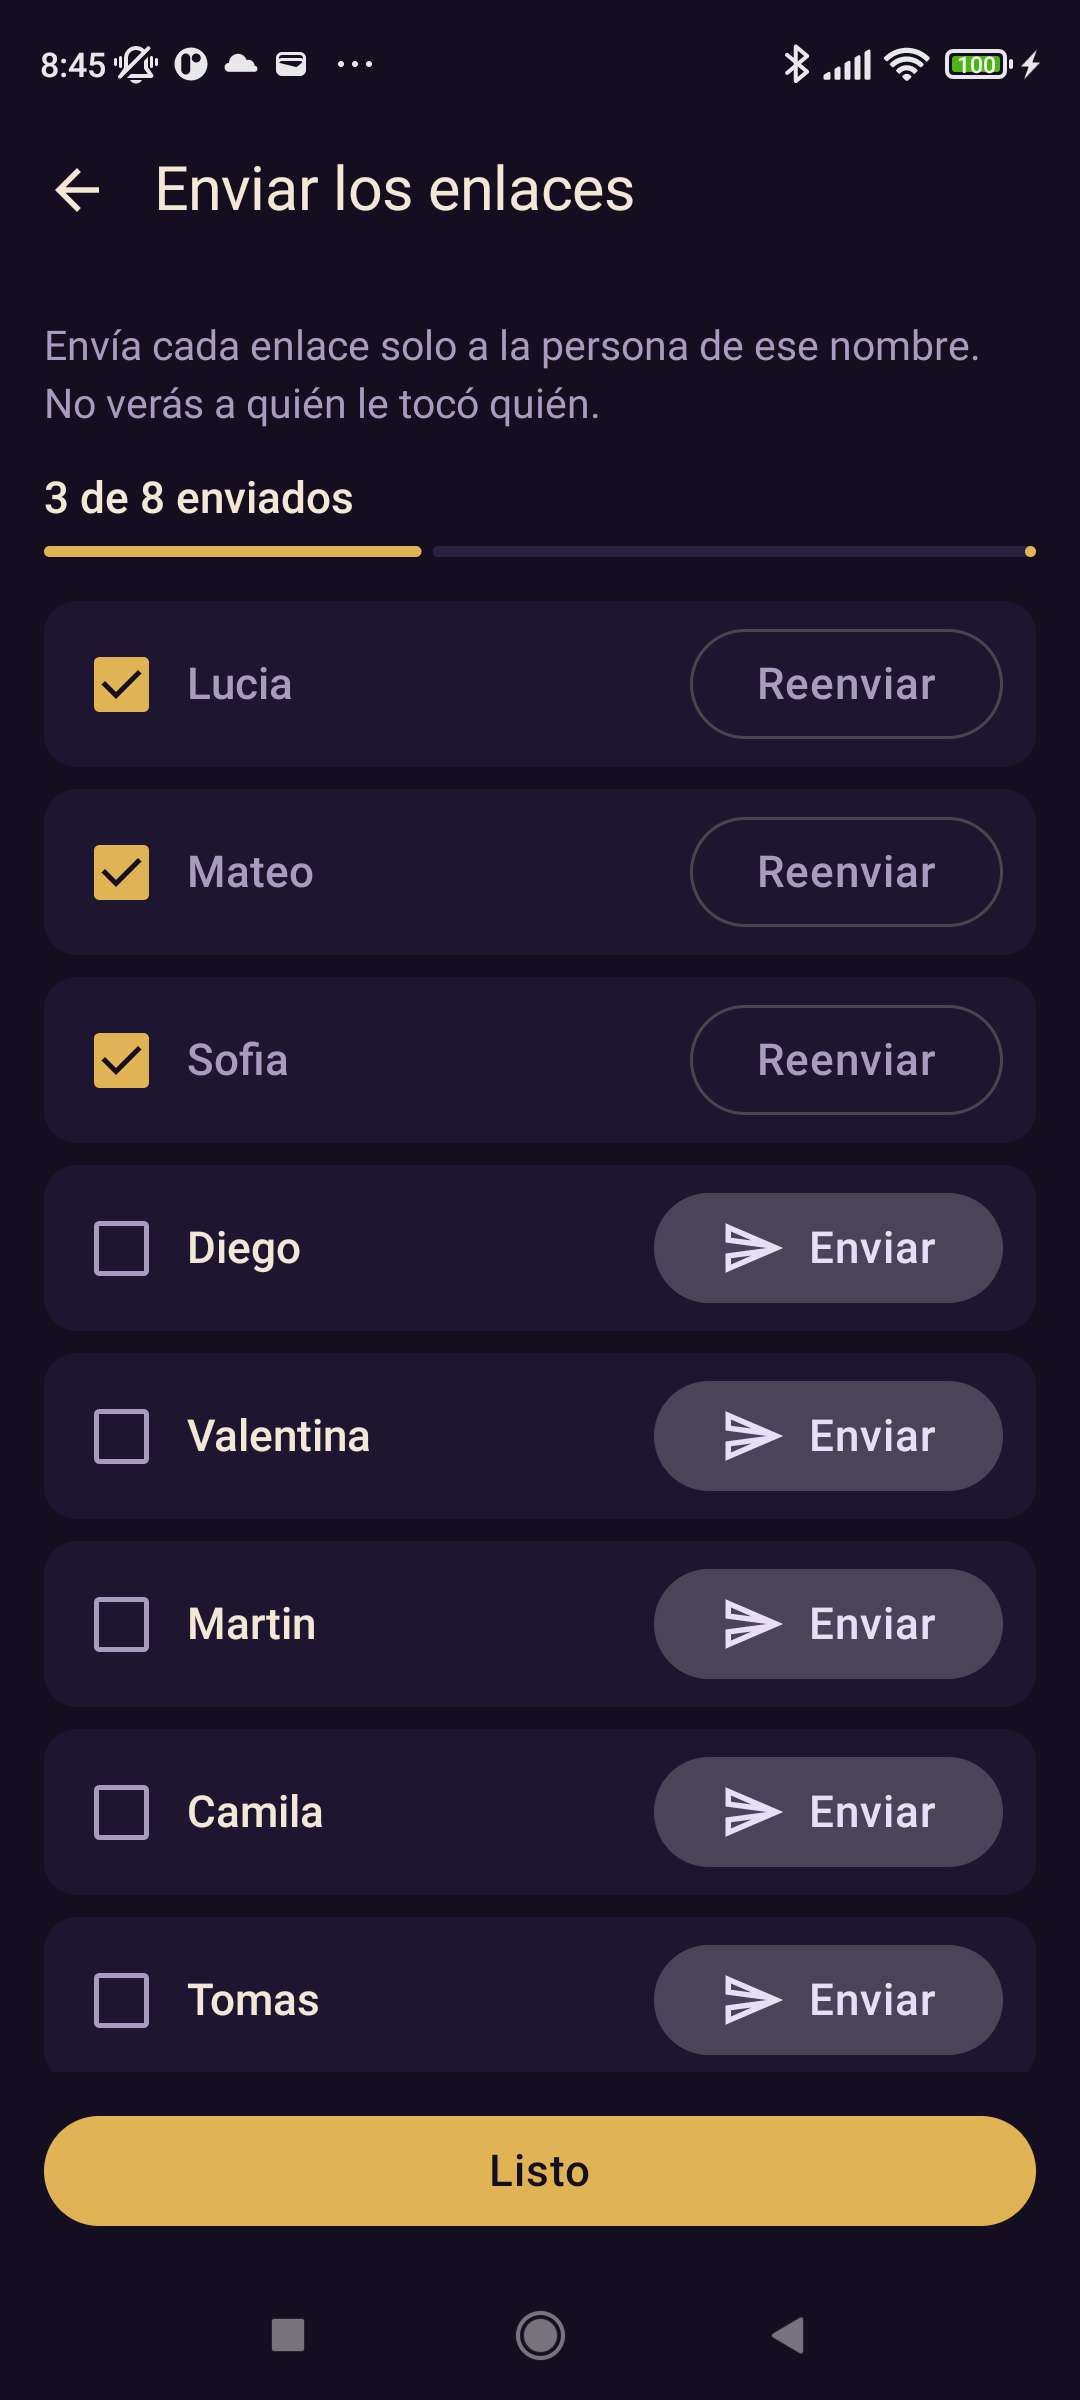 8:45
100
Enviar los enlaces
Envía cada enlace solo a la persona de ese nombre.
No verás a quién le tocó quién.
3 de 8 enviados
Lucia
Reenviar
Mateo
Reenviar
Sofia
Reenviar
Diego
Enviar
Valentina
Enviar
Martin
Enviar
Camila
Enviar
Tomas
Enviar
Listo